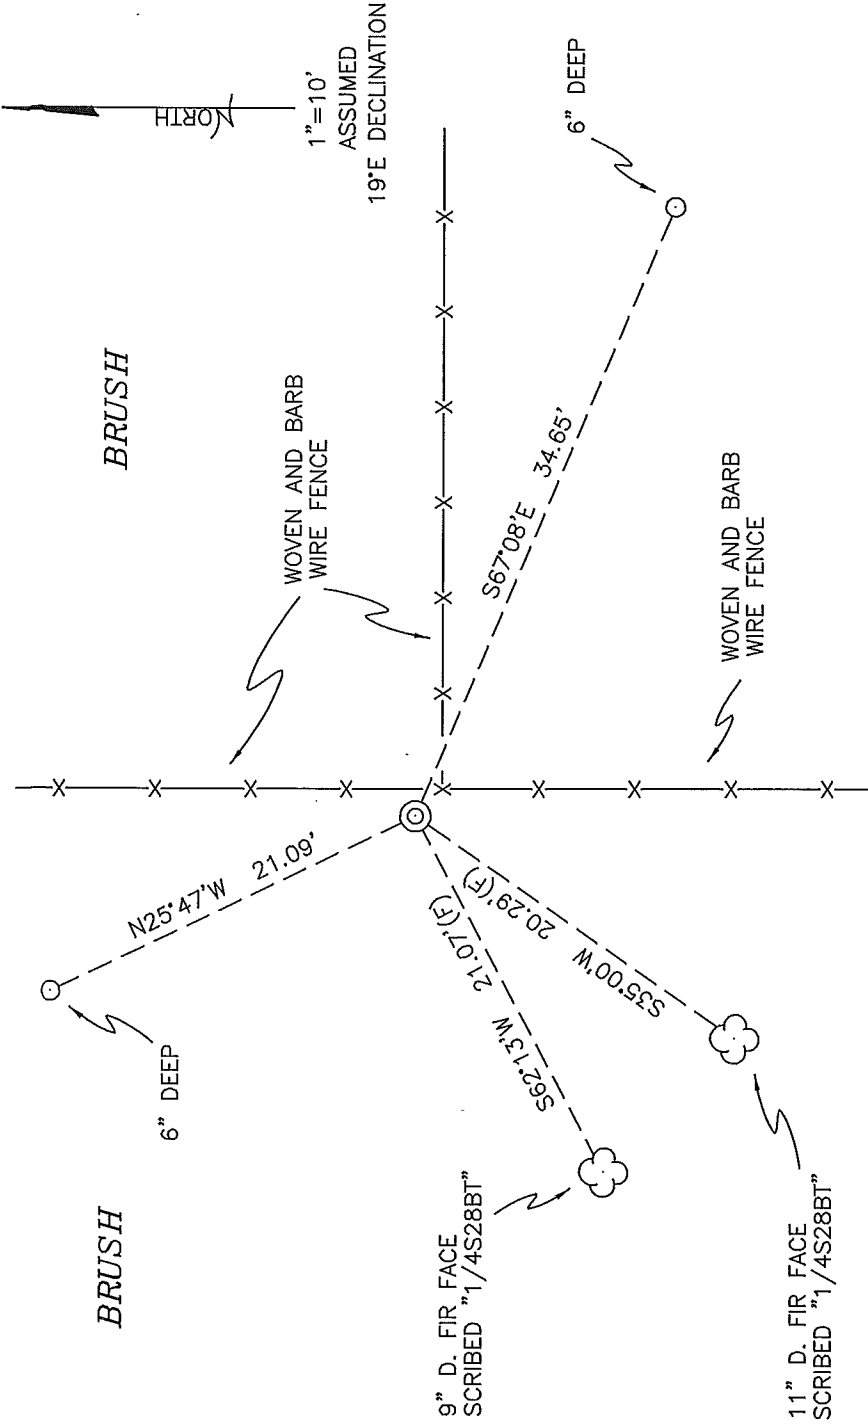 NORTH
1"=10'
ASSUMED
19°E DECLINATION
BRUSH
6" DEEP
WOVEN AND BARB
WIRE FENCE
S67°08'E 34.65'
WOVEN AND BARB
WIRE FENCE
N25°47'W 21.09'
6" DEEP
BRUSH
S62°13'W 21.07'(F)
S35°00'W 20.29'(F)
9" D. FIR FACE
SCRIBED "1/4S28BT"
11" D. FIR FACE
SCRIBED "1/4S28BT"
X X X X X X
X X X X X X X X X